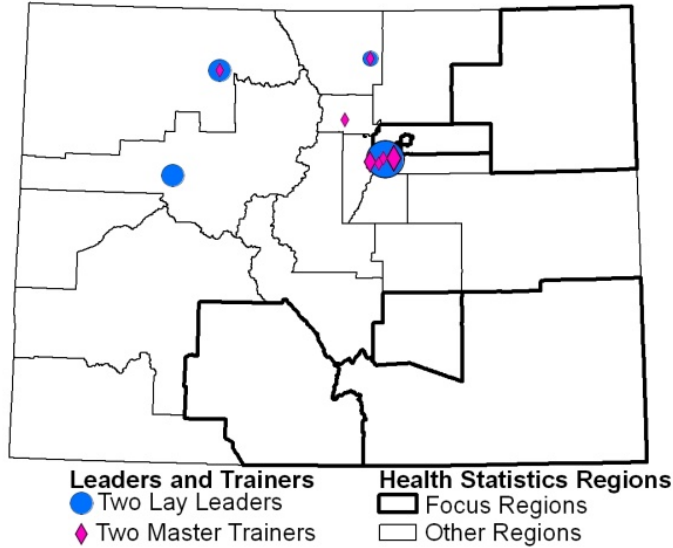 Leaders and Trainers
Two Lay Leaders
Two Master Trainers
Health Statistics Regions
Focus Regions
Other Regions